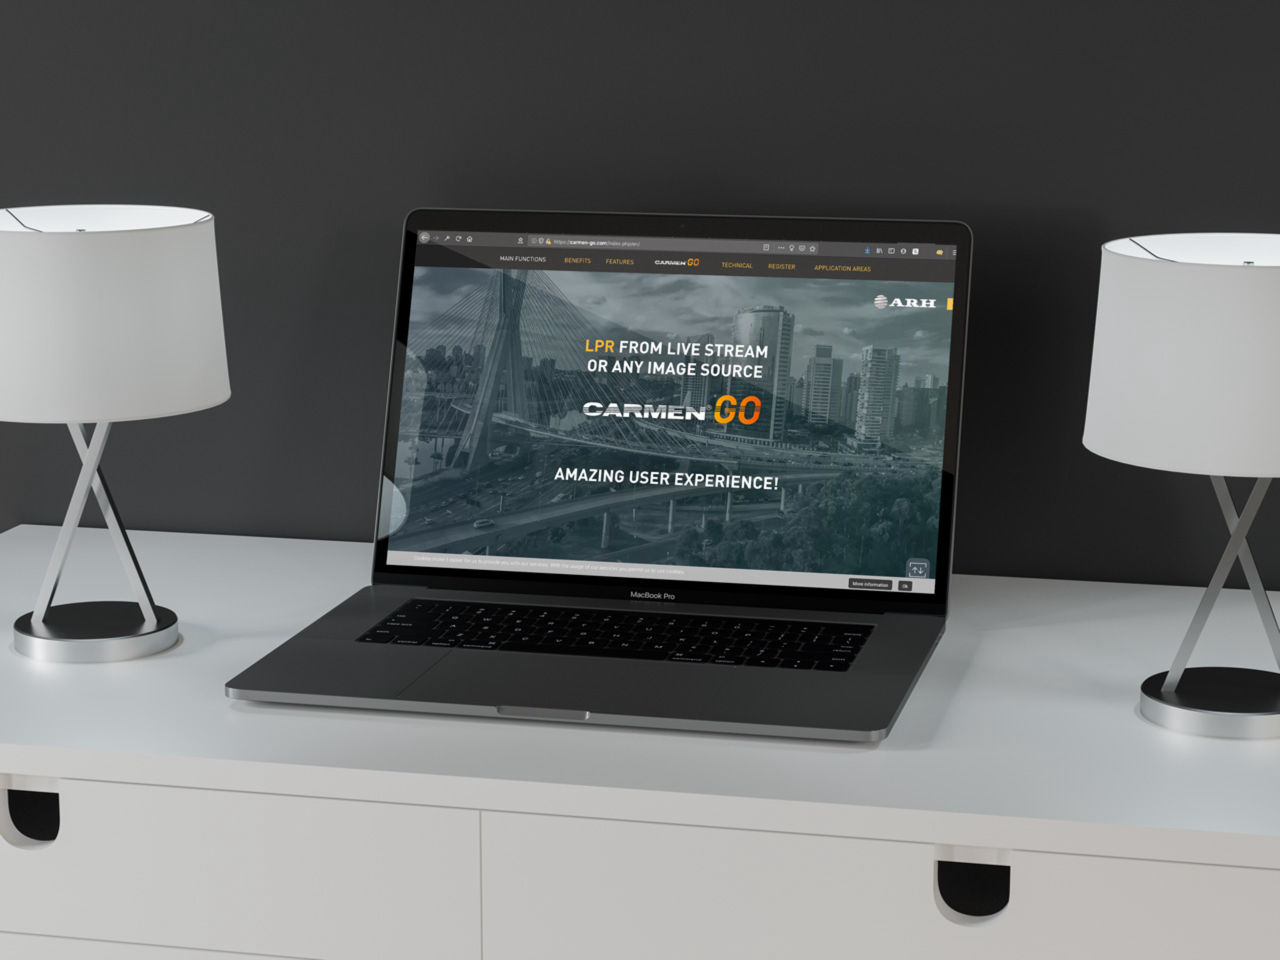 https://carmen-go.com/index.php/en/
MAIN FUNCTIONS BENEFITS FEATURES CARMEN GO TECHNICAL REGISTER APPLICATION AREAS
ARH
LPR FROM LIVE STREAM
OR ANY IMAGE SOURCE
CARMEN® GO
AMAZING USER EXPERIENCE!
More information Ok
MacBook Pro